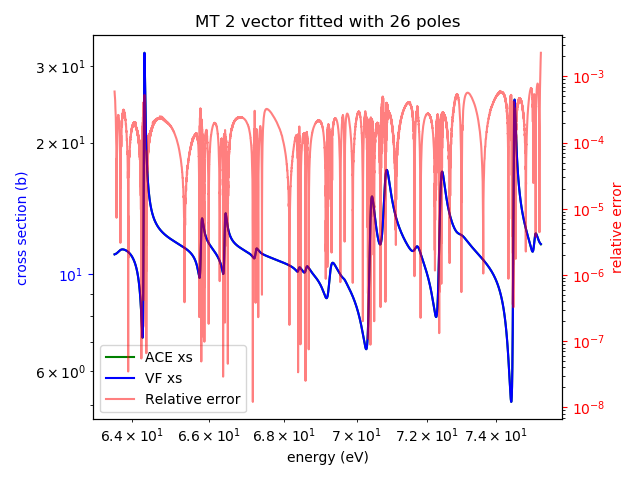 MT 2 vector fitted with 26 poles
3 × 10^1
2 × 10^1
10^1
6 × 10^0
cross section (b)
10^-3
10^-4
10^-5
10^-6
10^-7
10^-8
relative error
ACE xs
VF xs
Relative error
6.4 × 10^1
6.6 × 10^1
6.8 × 10^1
7 × 10^1
7.2 × 10^1
7.4 × 10^1
energy (eV)